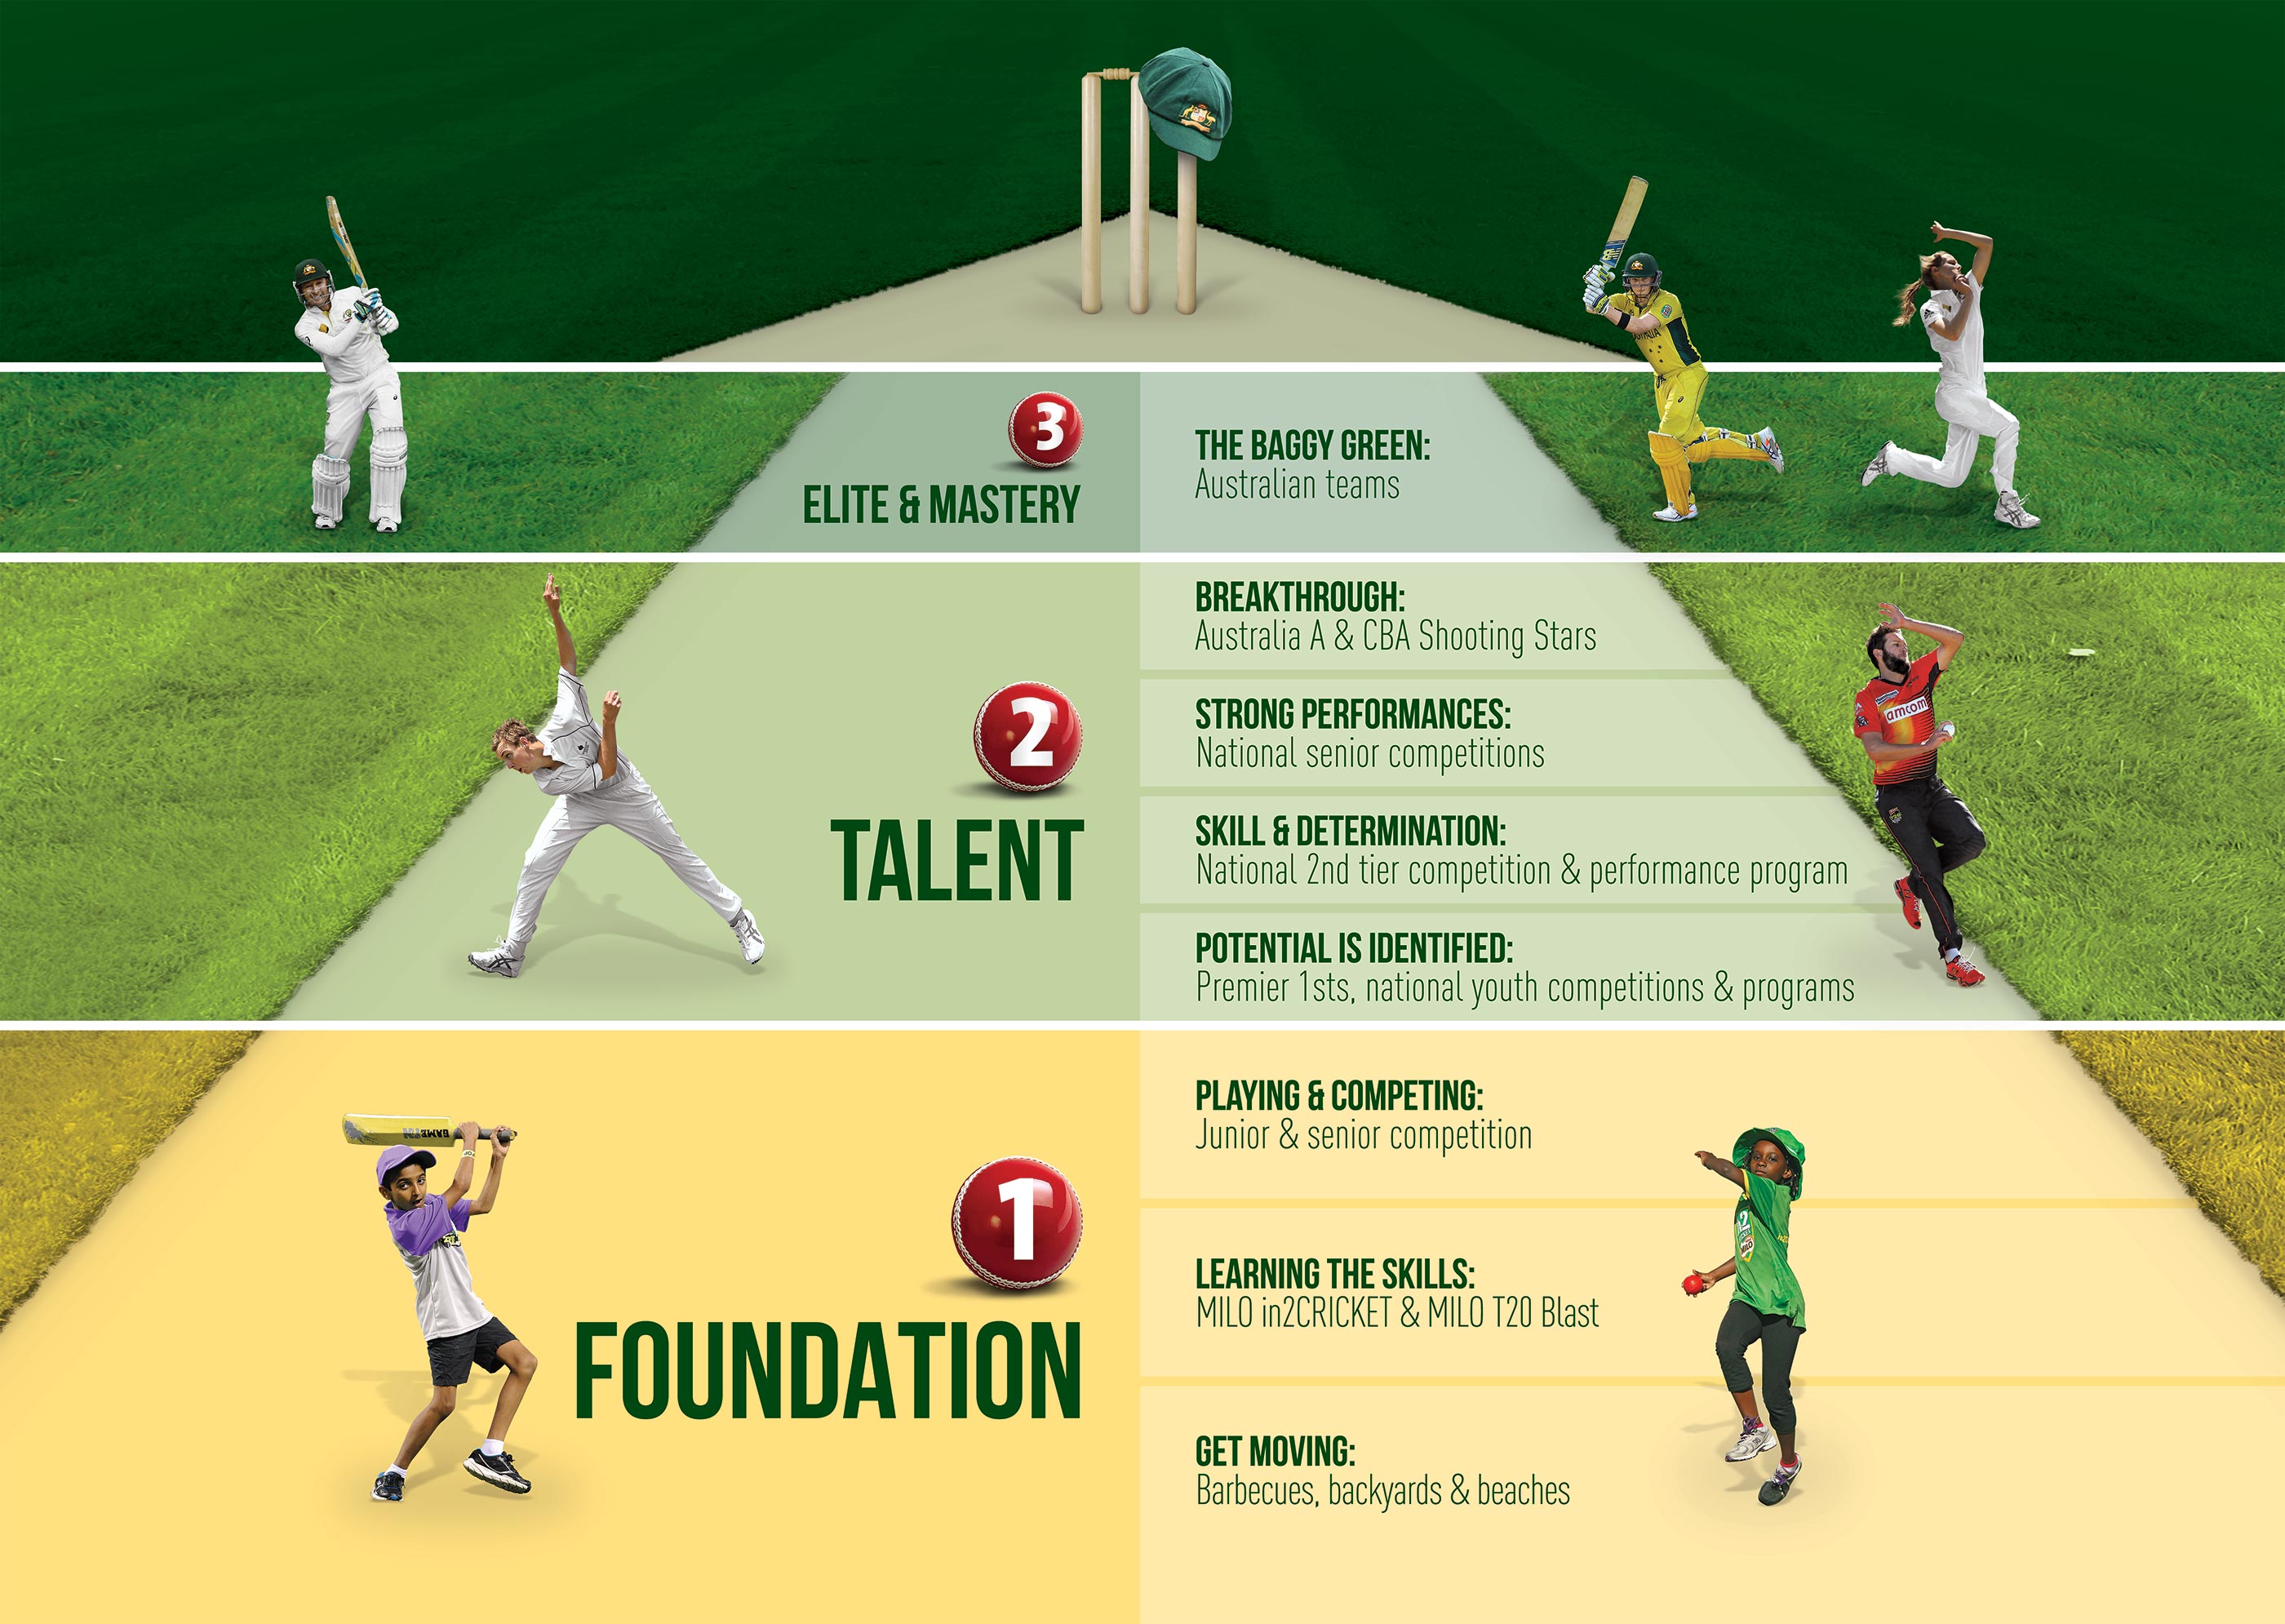 3
ELITE & MASTERY
THE BAGGY GREEN:
Australian teams
2
TALENT
BREAKTHROUGH:
Australia A & CBA Shooting Stars
STRONG PERFORMANCES:
National senior competitions
SKILL & DETERMINATION:
National 2nd tier competition & performance program
POTENTIAL IS IDENTIFIED:
Premier 1sts, national youth competitions & programs
amcom
1
FOUNDATION
PLAYING & COMPETING:
Junior & senior competition
LEARNING THE SKILLS:
MILO in2CRICKET & MILO T20 Blast
GET MOVING:
Barbecues, backyards & beaches
MILO